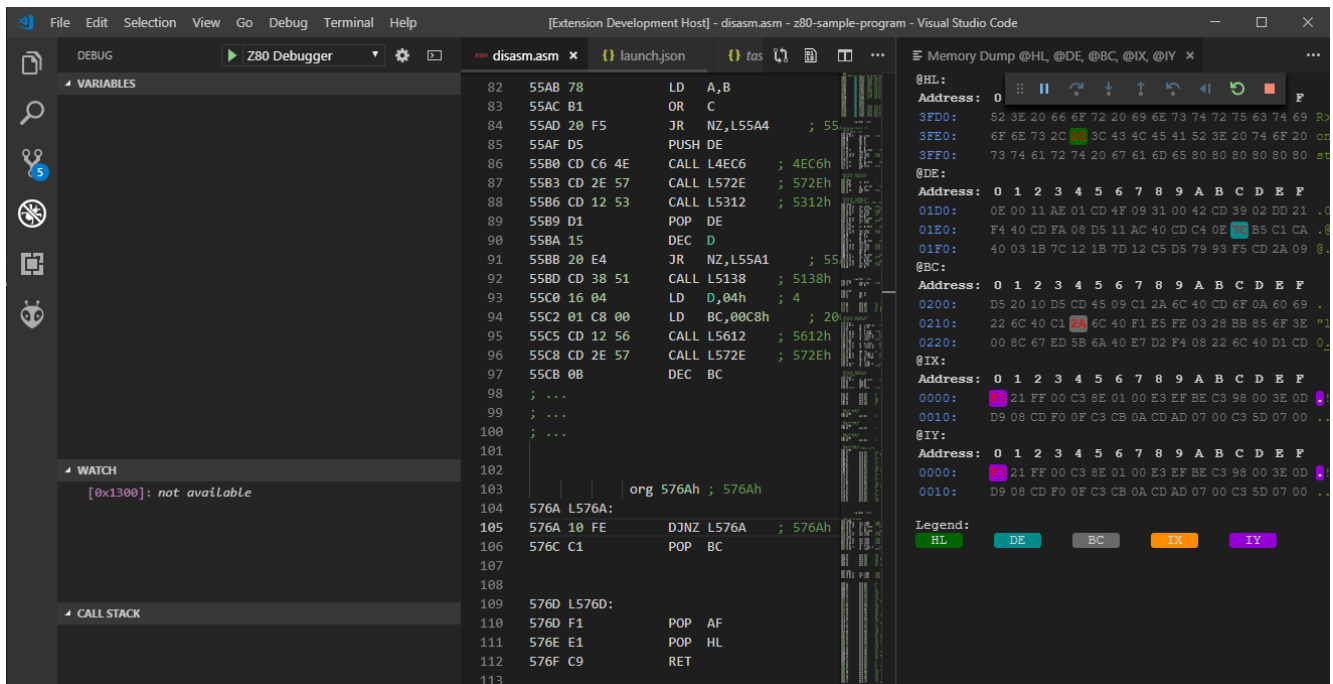 File Edit Selection View Go Debug Terminal Help
[Extension Development Host] - disasm.asm - z80-sample-program - Visual Studio Code
DEBUG
Z80 Debugger
VARIABLES
WATCH
[0x1300]: not available
CALL STACK
5
ASM disasm.asm × {} launch.json {} tas
82 55AB 78 LD A,B
83 55AC B1 OR C
84 55AD 20 F5 JR NZ,L55A4 ; 55
85 55AF D5 PUSH DE
86 55B0 CD C6 4E CALL L4EC6 ; 4EC6h
87 55B3 CD 2E 57 CALL L572E ; 572Eh
88 55B6 CD 12 53 CALL L5312 ; 5312h
89 55B9 D1 POP DE
90 55BA 15 DEC D
91 55BB 20 E4 JR NZ,L55A1 ; 55
92 55BD CD 38 51 CALL L5138 ; 5138h
93 55C0 16 04 LD D,04h ; 4
94 55C2 01 C8 00 LD BC,00C8h ; 20
95 55C5 CD 12 56 CALL L5612 ; 5612h
96 55C8 CD 2E 57 CALL L572E ; 572Eh
97 55CB 0B DEC BC
98 ; ...
99 ; ...
100 ; ...
101
102
103 org 576Ah ; 576Ah
104 576A L576A:
105 576A 10 FE DJNZ L576A ; 576Ah
106 576C C1 POP BC
107
108
109 576D L576D:
110 576D F1 POP AF
111 576E E1 POP HL
112 576F C9 RET
113
Memory Dump @HL, @DE, @BC, @IX, @IY ×
@HL:
Address: 0 F
3FD0: 52 3E 20 66 6F 72 20 69 6E 73 74 72 75 63 74 69 R>
3FE0: 6F 6E 73 2C 20 3C 43 4C 45 41 52 3E 20 74 6F 20 on
3FF0: 73 74 61 72 74 20 67 61 6D 65 80 80 80 80 80 80 st
@DE:
Address: 0 1 2 3 4 5 6 7 8 9 A B C D E F
01D0: 0E 00 11 AE 01 CD 4F 09 31 00 42 CD 39 02 DD 21 .
01E0: F4 40 CD FA 08 D5 11 AC 40 CD C4 0E 7C B5 C1 CA .@
01F0: 40 03 1B 7C 12 1B 7D 12 C5 D5 79 93 F5 CD 2A 09 @.
@BC:
Address: 0 1 2 3 4 5 6 7 8 9 A B C D E F
0200: D5 20 10 D5 CD 45 09 C1 2A 6C 40 CD 6F 0A 60 69 .
0210: 22 6C 40 C1 2A 6C 40 F1 E5 FE 03 28 BB 85 6F 3E "l
0220: 00 8C 67 ED 5B 6A 40 E7 D2 F4 08 22 6C 40 D1 CD 0.
@IX:
Address: 0 1 2 3 4 5 6 7 8 9 A B C D E F
0000: 21 FF 00 C3 8E 01 00 E3 EF BE C3 98 00 3E 0D .!
0010: D9 08 CD F0 0F C3 CB 0A CD AD 07 00 C3 5D 07 00 ..
@IY:
Address: 0 1 2 3 4 5 6 7 8 9 A B C D E F
0000: 21 FF 00 C3 8E 01 00 E3 EF BE C3 98 00 3E 0D .!
0010: D9 08 CD F0 0F C3 CB 0A CD AD 07 00 C3 5D 07 00 ..
Legend:
HL DE BC IX IY